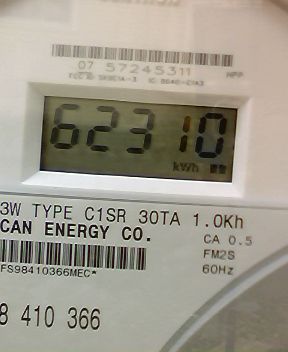 07 57245311 HPP
62310
kWh
3W TYPE C1SR 30TA 1.0Kh
CAN ENERGY CO.
CA 0.5
FM2S
60Hz
FS98410366MEC*
8 410 366